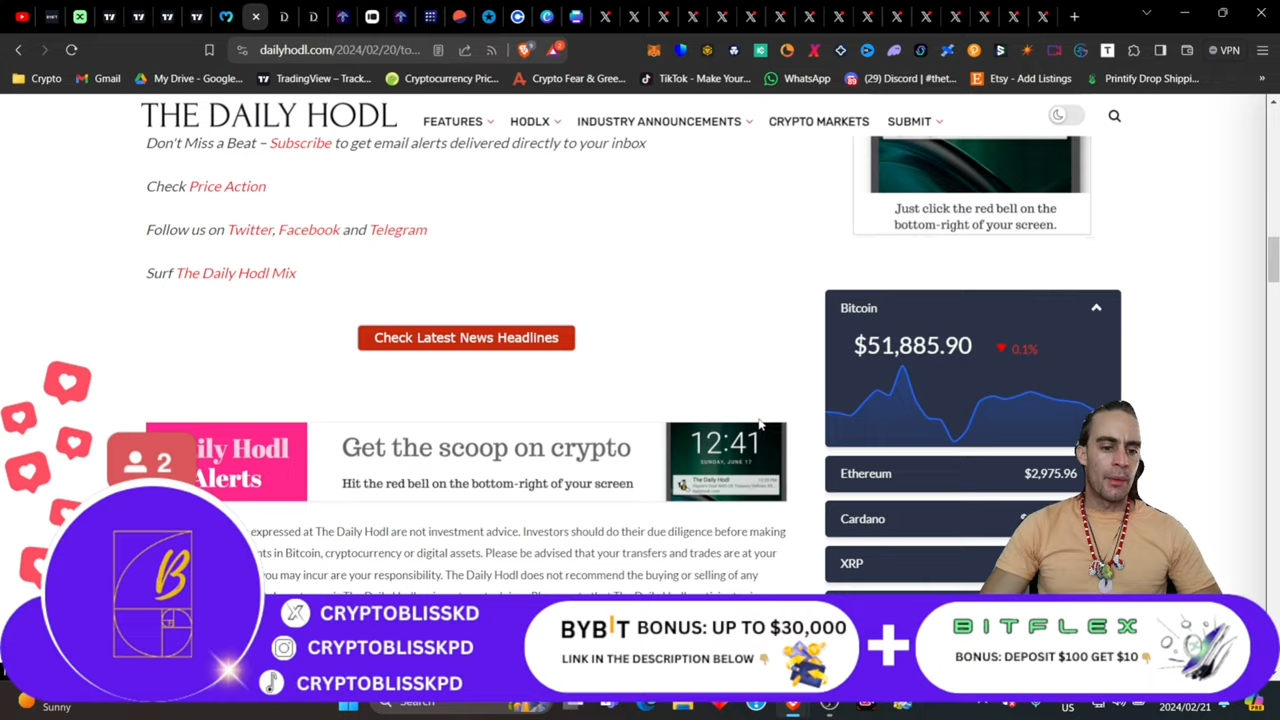 dailyhodl.com/2024/02/20/to...
VPN
Crypto
Gmail
My Drive - Google...
TradingView – Track...
Cryptocurrency Pric...
Crypto Fear & Gree...
TikTok - Make Your...
WhatsApp
(29) Discord | #thet...
Etsy - Add Listings
Printify Drop Shippi...
THE DAILY HODL
FEATURES
HODLX
INDUSTRY ANNOUNCEMENTS
CRYPTO MARKETS
SUBMIT
Don't Miss a Beat – Subscribe to get email alerts delivered directly to your inbox
Check Price Action
Follow us on Twitter, Facebook and Telegram
Surf The Daily Hodl Mix
Check Latest News Headlines
Just click the red bell on the
bottom-right of your screen.
Bitcoin
$51,885.90
0.1%
Ethereum
$2,975.96
Cardano
XRP
Alerts
Get the scoop on crypto
Hit the red bell on the bottom-right of your screen
12:41
SUNDAY, JUNE 17
The Daily Hodl
expressed at The Daily Hodl are not investment advice. Investors should do their due diligence before making
in Bitcoin, cryptocurrency or digital assets. Please be advised that your transfers and trades are at your
you may incur are your responsibility. The Daily Hodl does not recommend the buying or selling of any
2
B
CRYPTOBLISSKD
CRYPTOBLISSKPD
CRYPTOBLISSKPD
BYBIT BONUS: UP TO $30,000
LINK IN THE DESCRIPTION BELOW
BITFLEX
BONUS: DEPOSIT $100 GET $10
Sunny
Search
US
2024/02/21